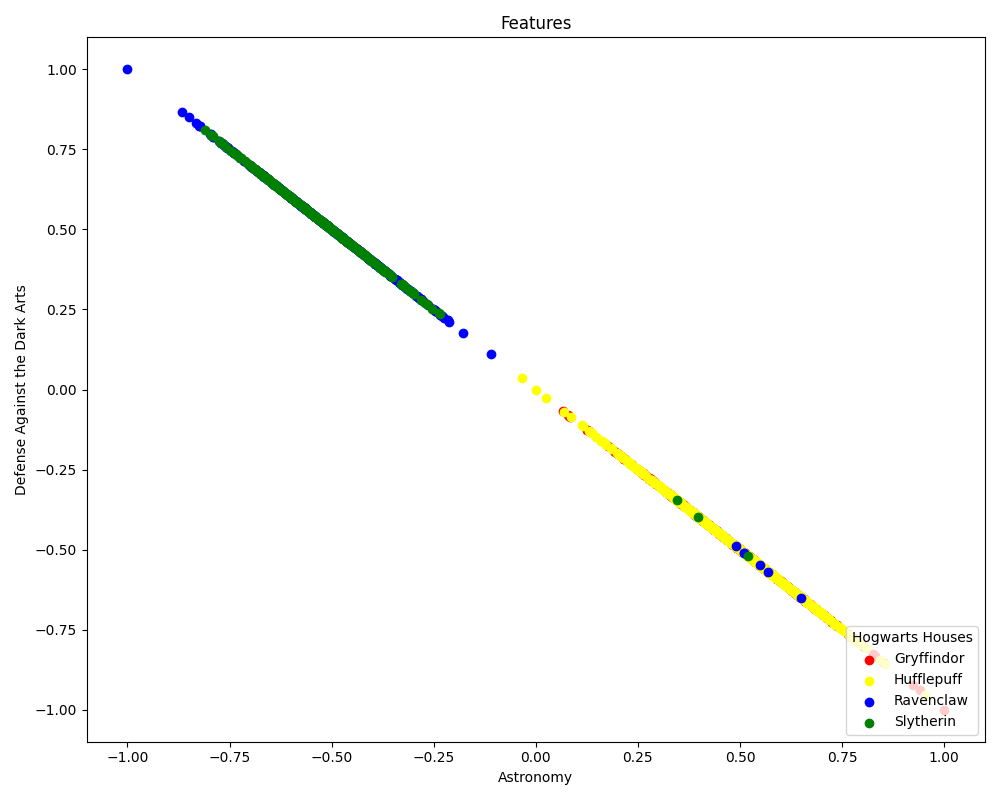 Features
1.00
0.75
0.50
0.25
0.00
−0.25
−0.50
−0.75
−1.00
Defense Against the Dark Arts
−1.00 −0.75 −0.50 −0.25 0.00 0.25 0.50 0.75 1.00
Astronomy
Hogwarts Houses
Gryffindor
Hufflepuff
Ravenclaw
Slytherin